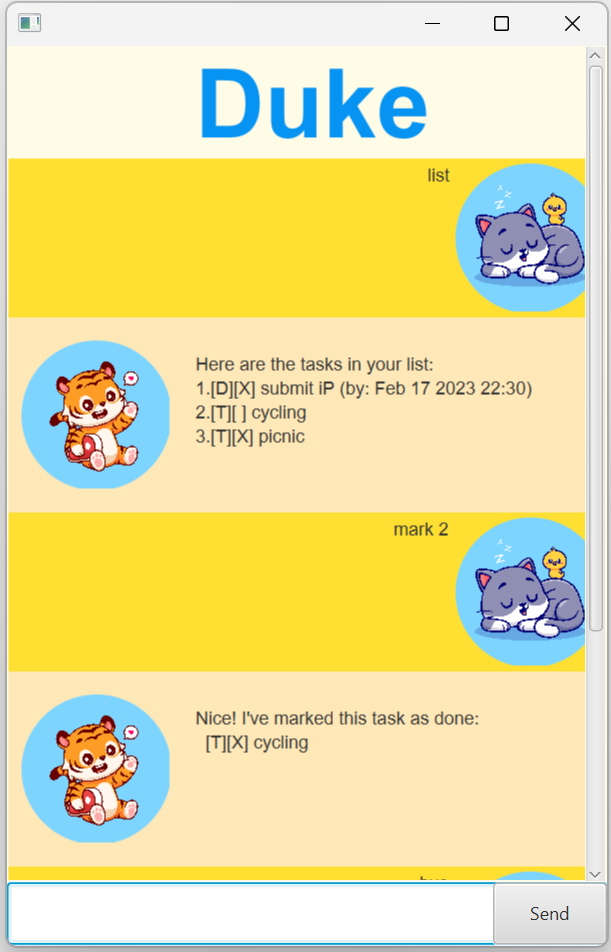 Duke
list
Here are the tasks in your list:
1.[D][X] submit iP (by: Feb 17 2023 22:30)
2.[T][ ] cycling
3.[T][X] picnic
mark 2
Nice! I've marked this task as done:
[T][X] cycling
Send